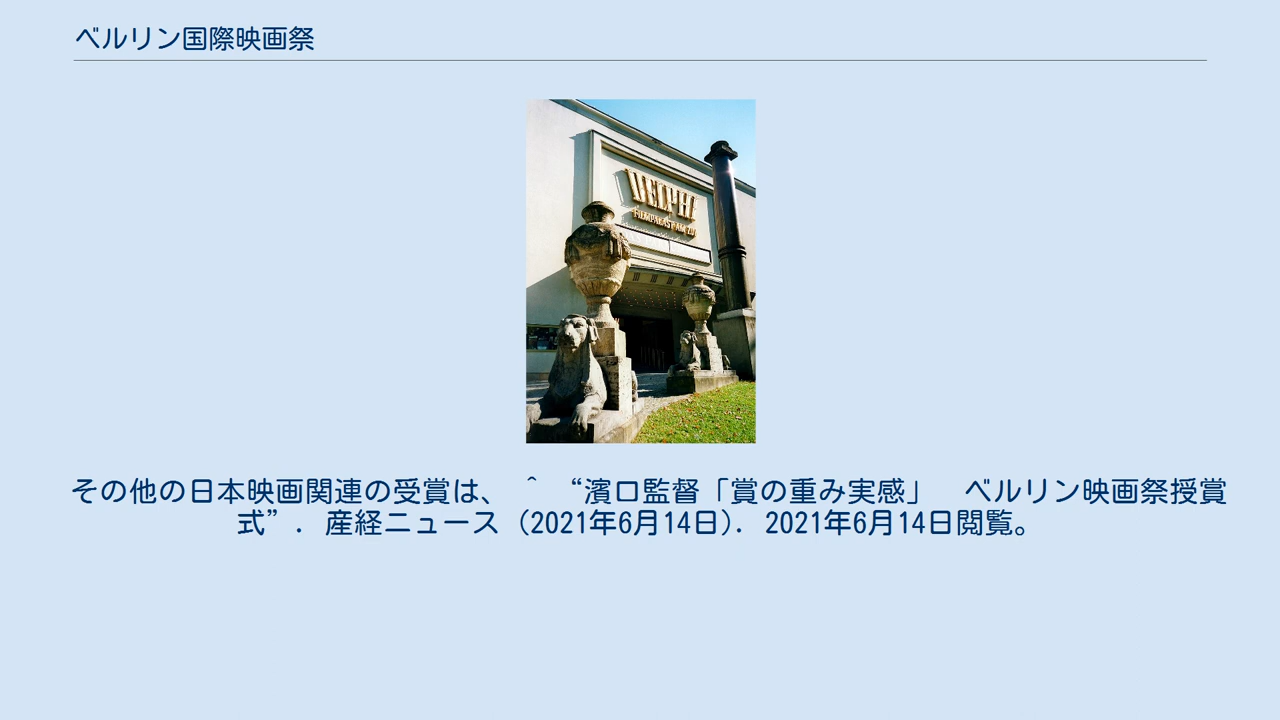 ベルリン国際映画祭
DELPHI
FILMPALAST AM ZOO
その他の日本映画関連の受賞は、 ^ “濱口監督「賞の重み実感」　ベルリン映画祭授賞
式”. 産経ニュース (2021年6月14日). 2021年6月14日閲覧。